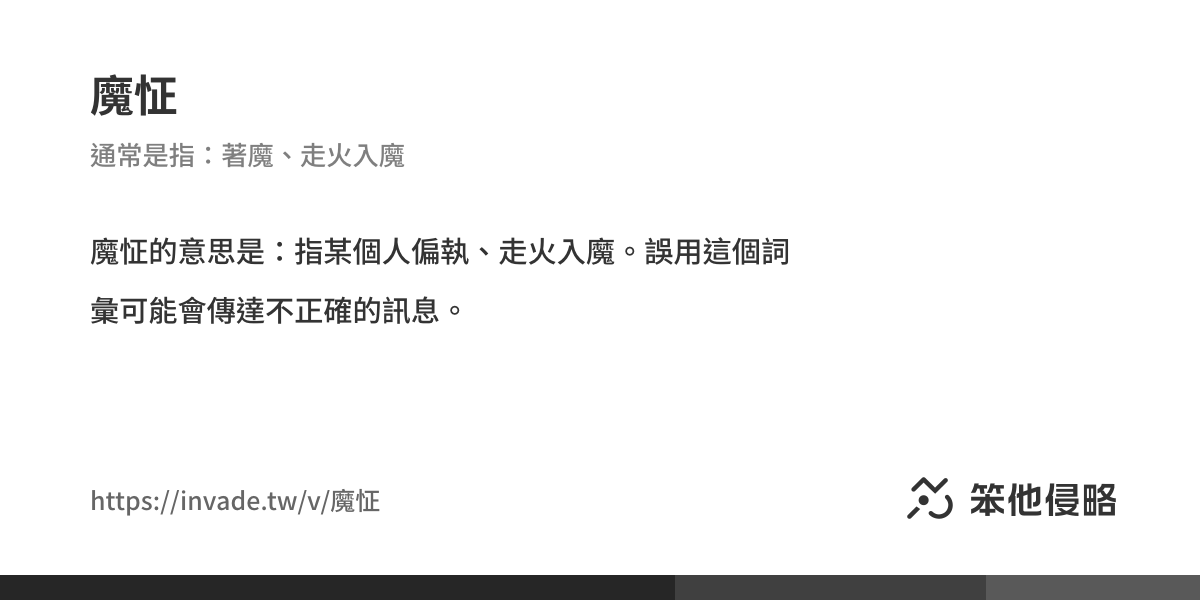 魔怔
通常是指：著魔、走火入魔
魔怔的意思是：指某個人偏執、走火入魔。誤用這個詞
彙可能會傳達不正確的訊息。
https://invade.tw/v/魔怔
笨他侵略